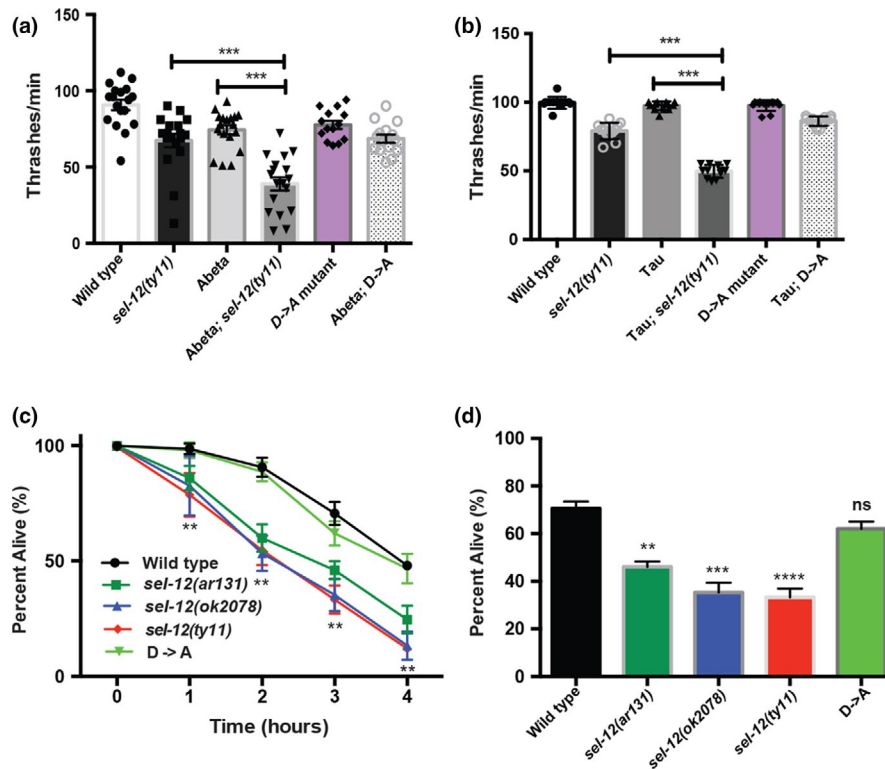 (a)
150
100
50
0
Thrashes/min
***
***
Wild type
sel-12(ty11)
Abeta
Abeta; sel-12(ty11)
D->A mutant
Abeta; D->A
(b)
150
100
50
0
Thrashes/min
***
***
Wild type
sel-12(ty11)
Tau
Tau; sel-12(ty11)
D->A mutant
Tau; D->A
(c)
100
50
0
Percent Alive (%)
**
**
**
**
Wild type
sel-12(ar131)
sel-12(ok2078)
sel-12(ty11)
D -> A
0 1 2 3 4
Time (hours)
(d)
100
80
60
40
20
0
Percent Alive (%)
**
***
****
ns
Wild type
sel-12(ar131)
sel-12(ok2078)
sel-12(ty11)
D->A